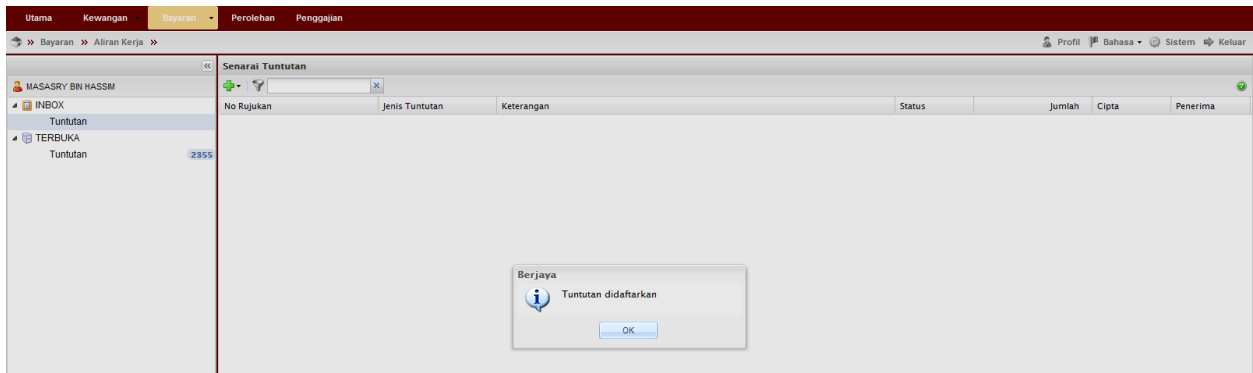 Utama Kewangan Bayaran Perolehan Penggajian
» Bayaran » Aliran Kerja » Profil Bahasa Sistem Keluar
Senarai Tuntutan
MASASRY BIN HASSIM
INBOX
No Rujukan Jenis Tuntutan Keterangan Status Jumlah Cipta Penerima
Tuntutan
TERBUKA
Tuntutan 2355
Berjaya
Tuntutan didaftarkan
OK